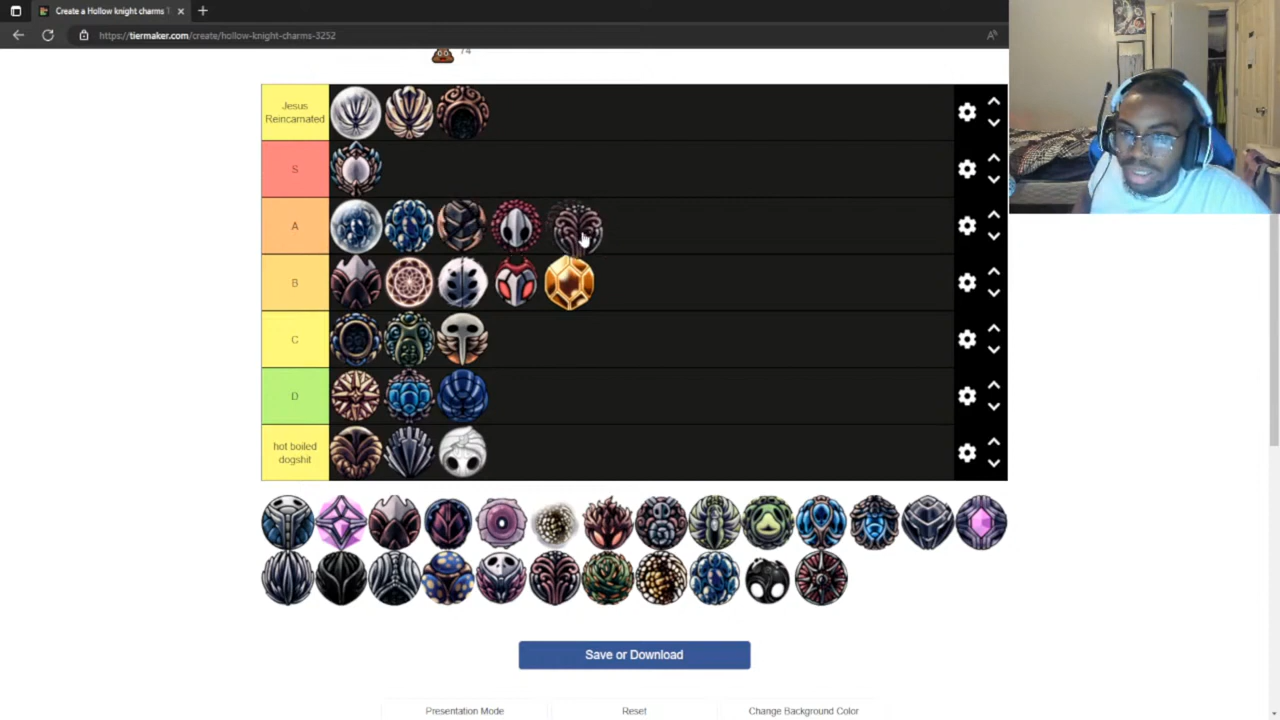 Create a Hollow knight charms T
https://tiermaker.com/create/hollow-knight-charms-3252
74
Jesus
Reincarnated
S
A
B
C
D
hot boiled
dogshit
Save or Download
Presentation Mode
Reset
Change Background Color